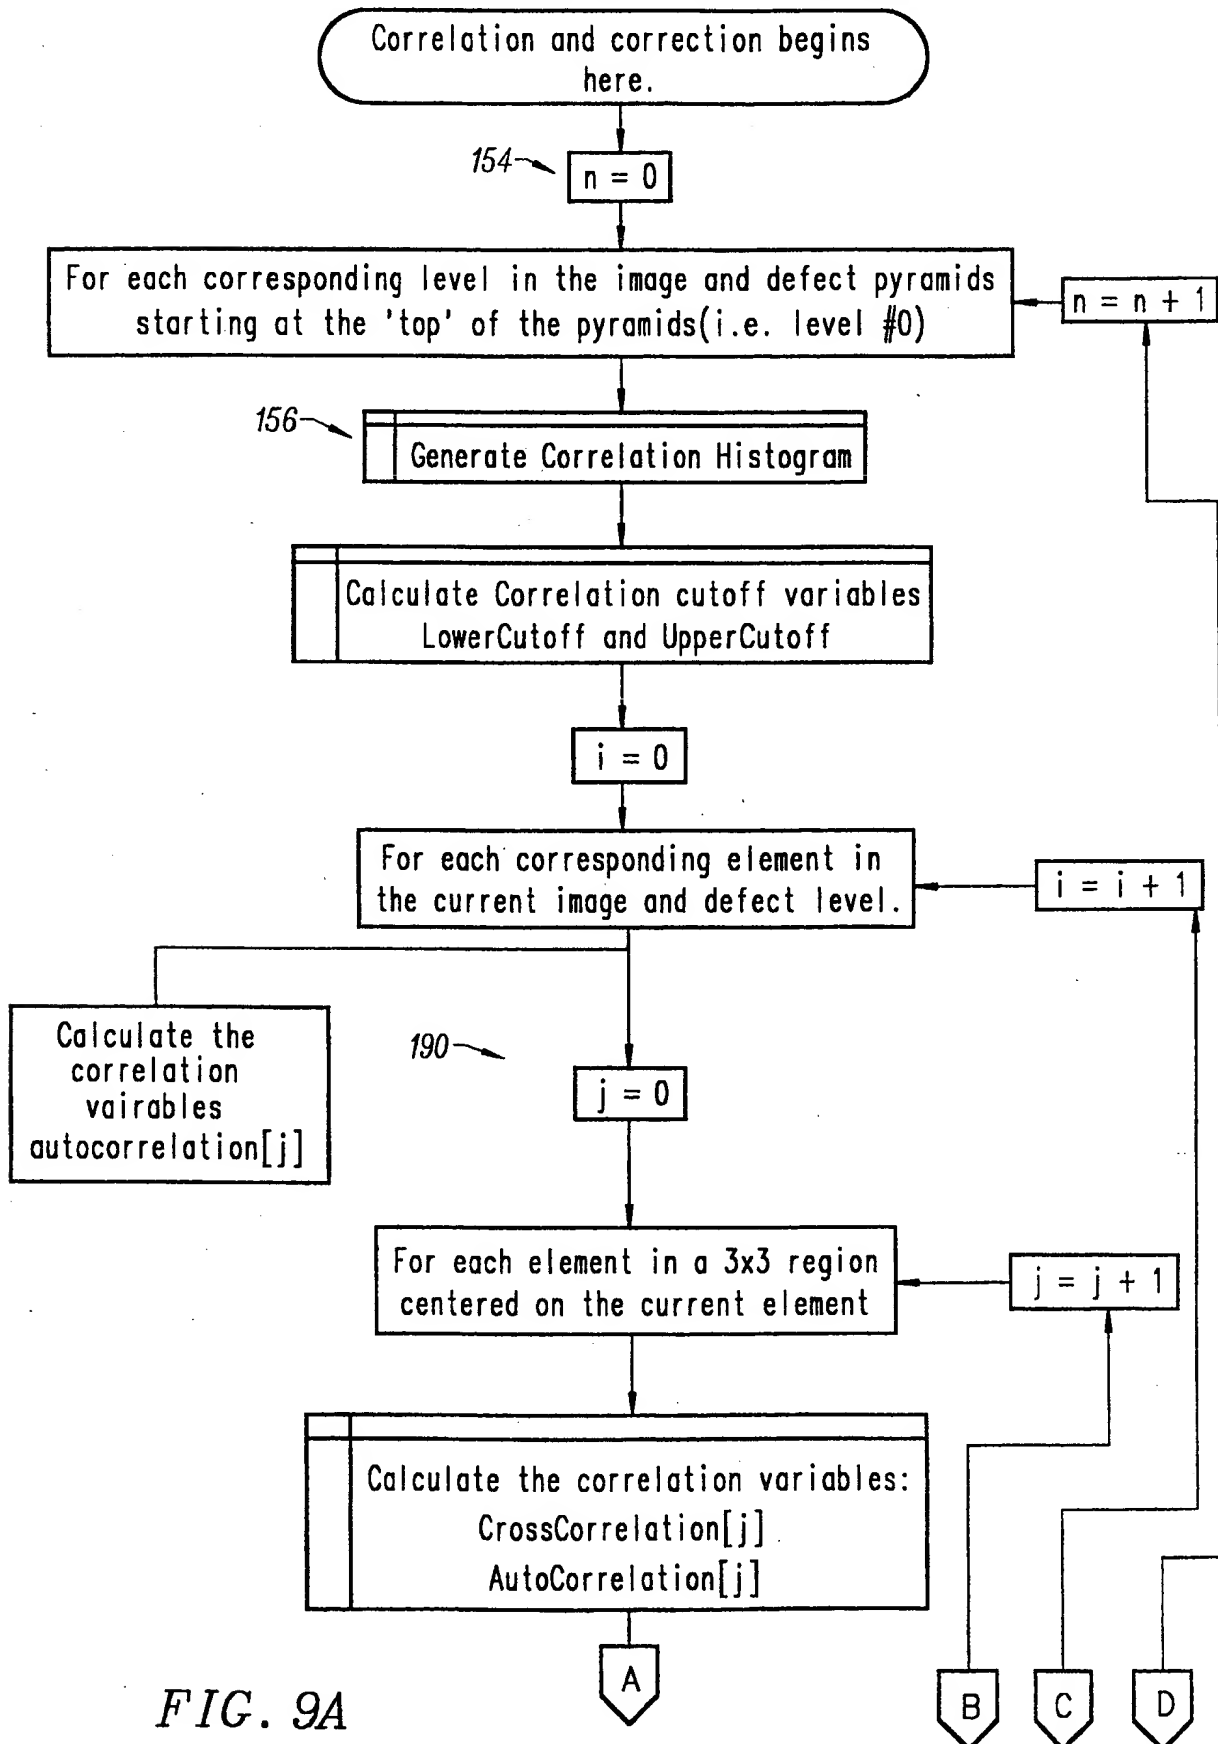 Correlation and correction begins
here.
154
n = 0
For each corresponding level in the image and defect pyramids
starting at the 'top' of the pyramids(i.e. level #0)
n = n + 1
156
Generate Correlation Histogram
Calculate Correlation cutoff variables
LowerCutoff and UpperCutoff
i = 0
For each corresponding element in
the current image and defect level.
i = i + 1
Calculate the
correlation
vairables
autocorrelation[j]
190
j = 0
For each element in a 3x3 region
centered on the current element
j = j + 1
Calculate the correlation variables:
CrossCorrelation[j]
AutoCorrelation[j]
A
B
C
D
FIG. 9A